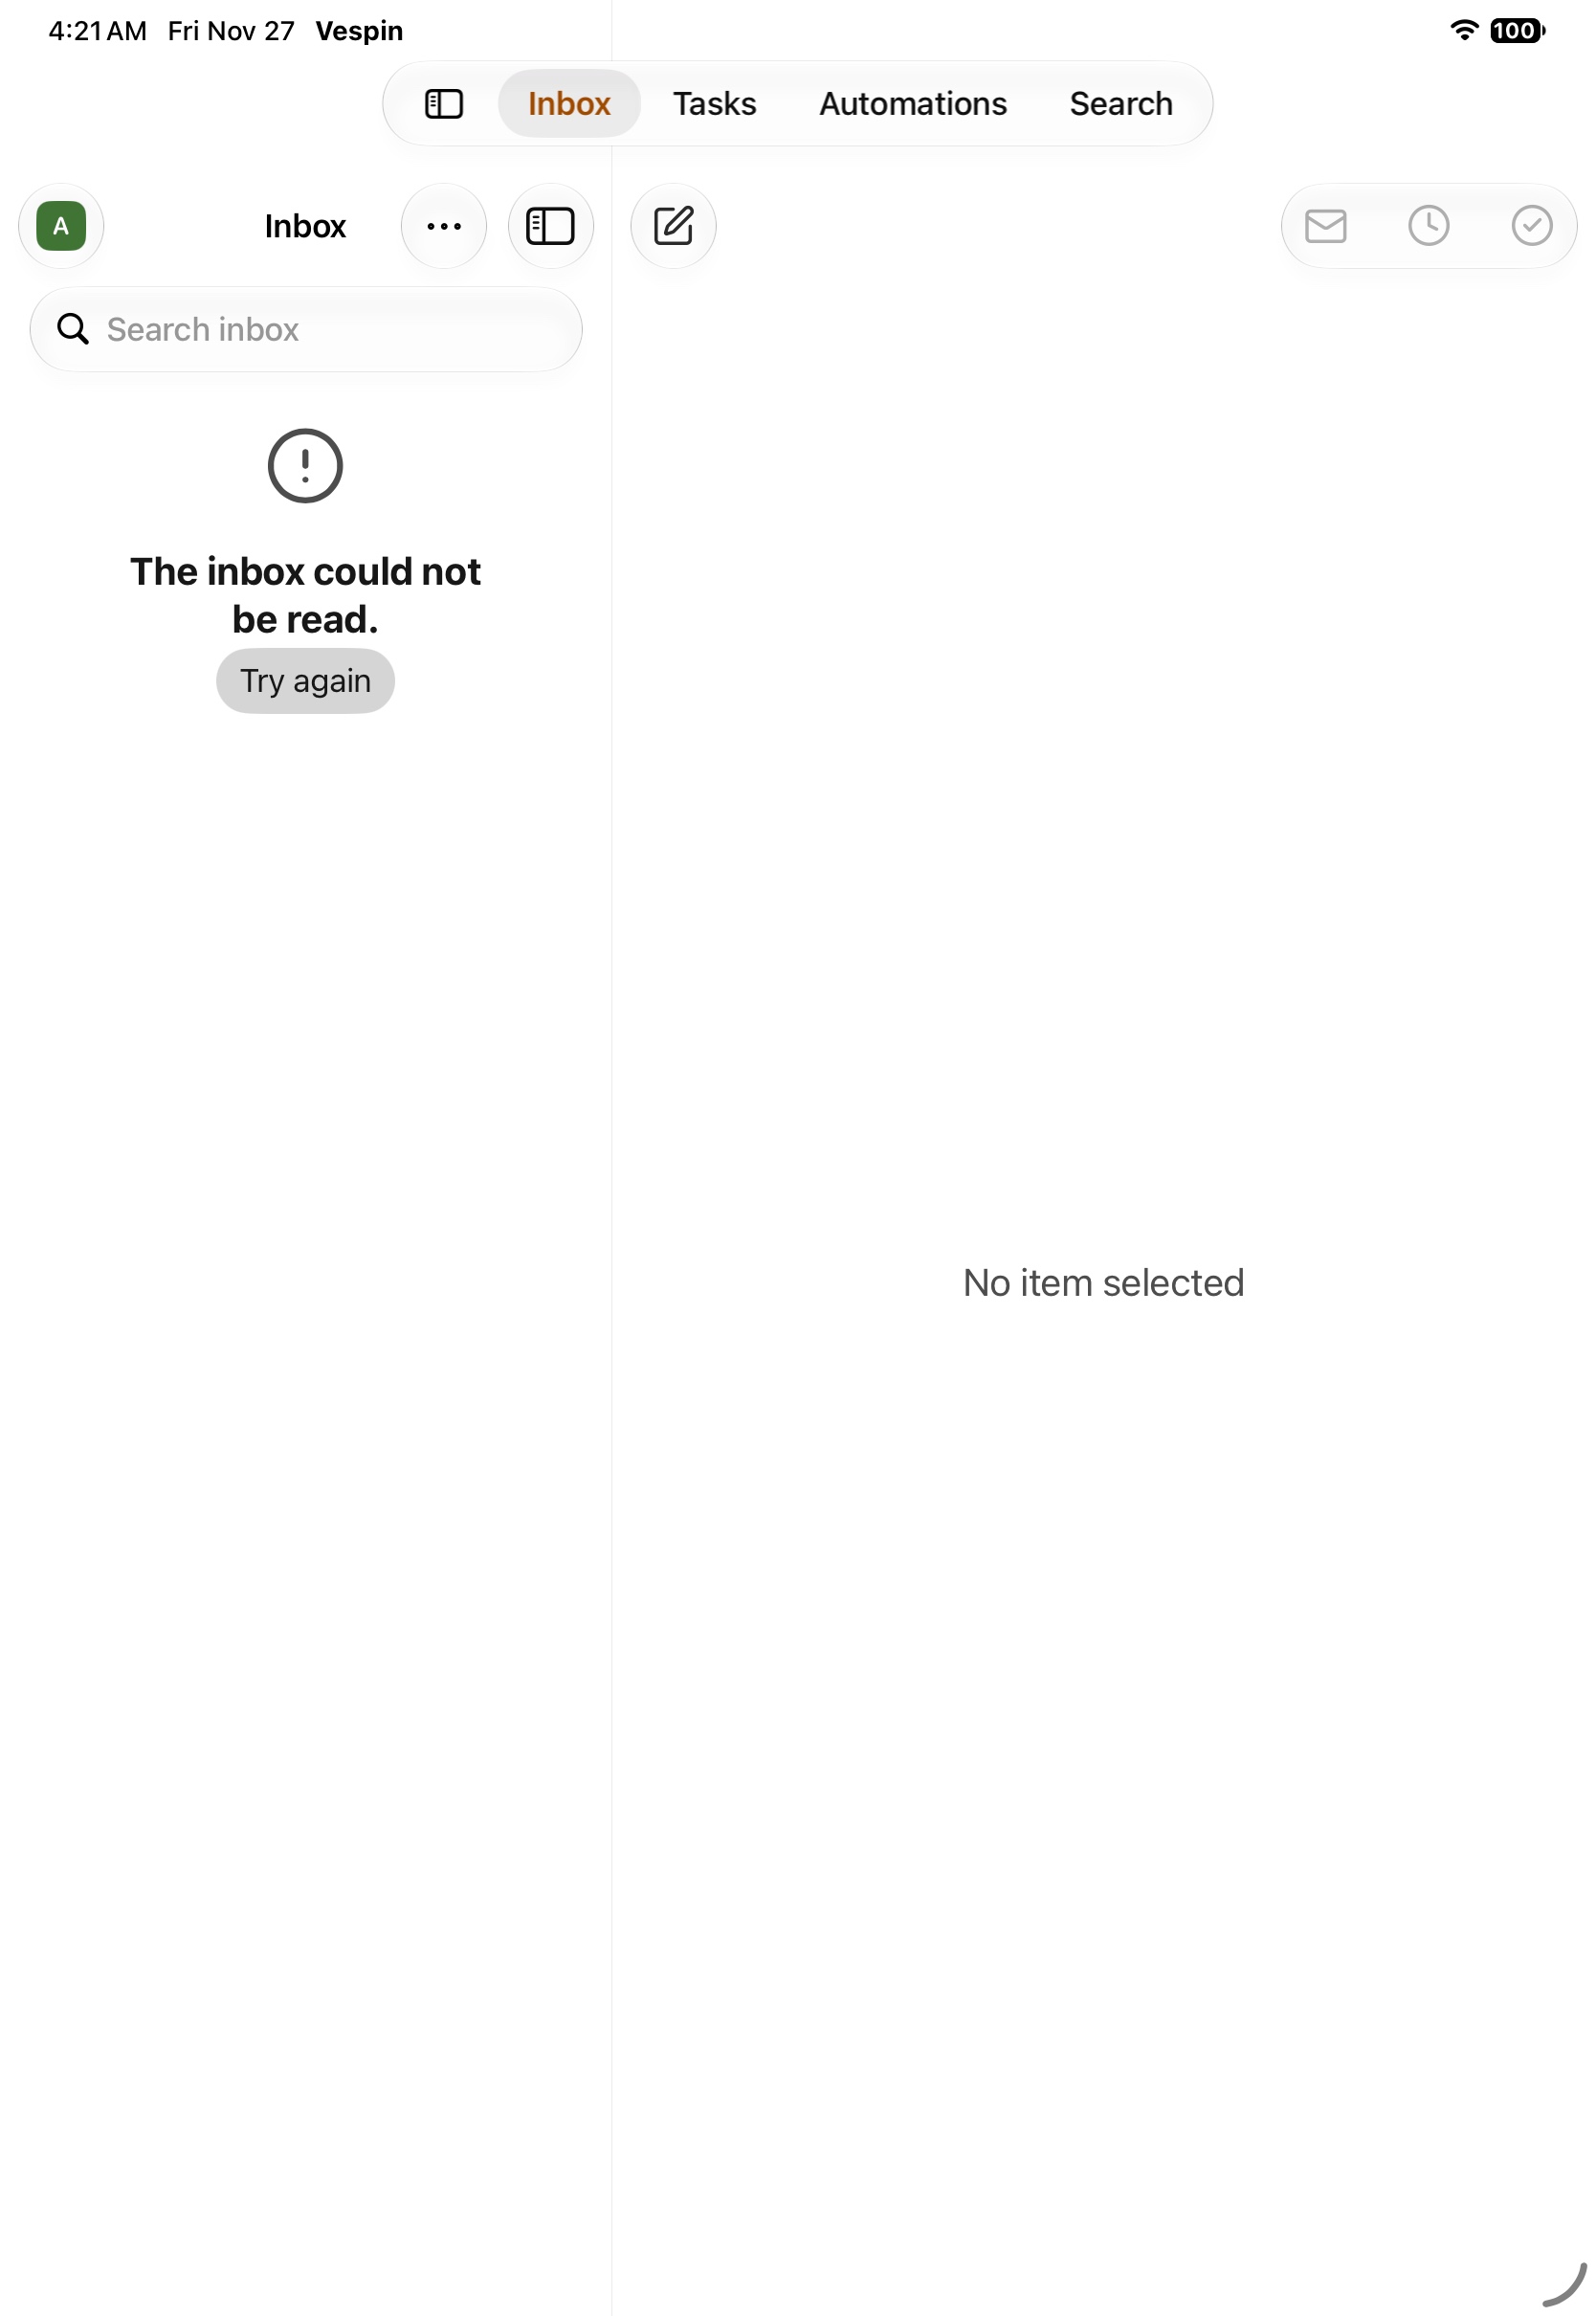 4:21 AM Fri Nov 27 Vespin
100
Inbox Tasks Automations Search
A
Inbox
Search inbox
The inbox could not
be read.
Try again
No item selected